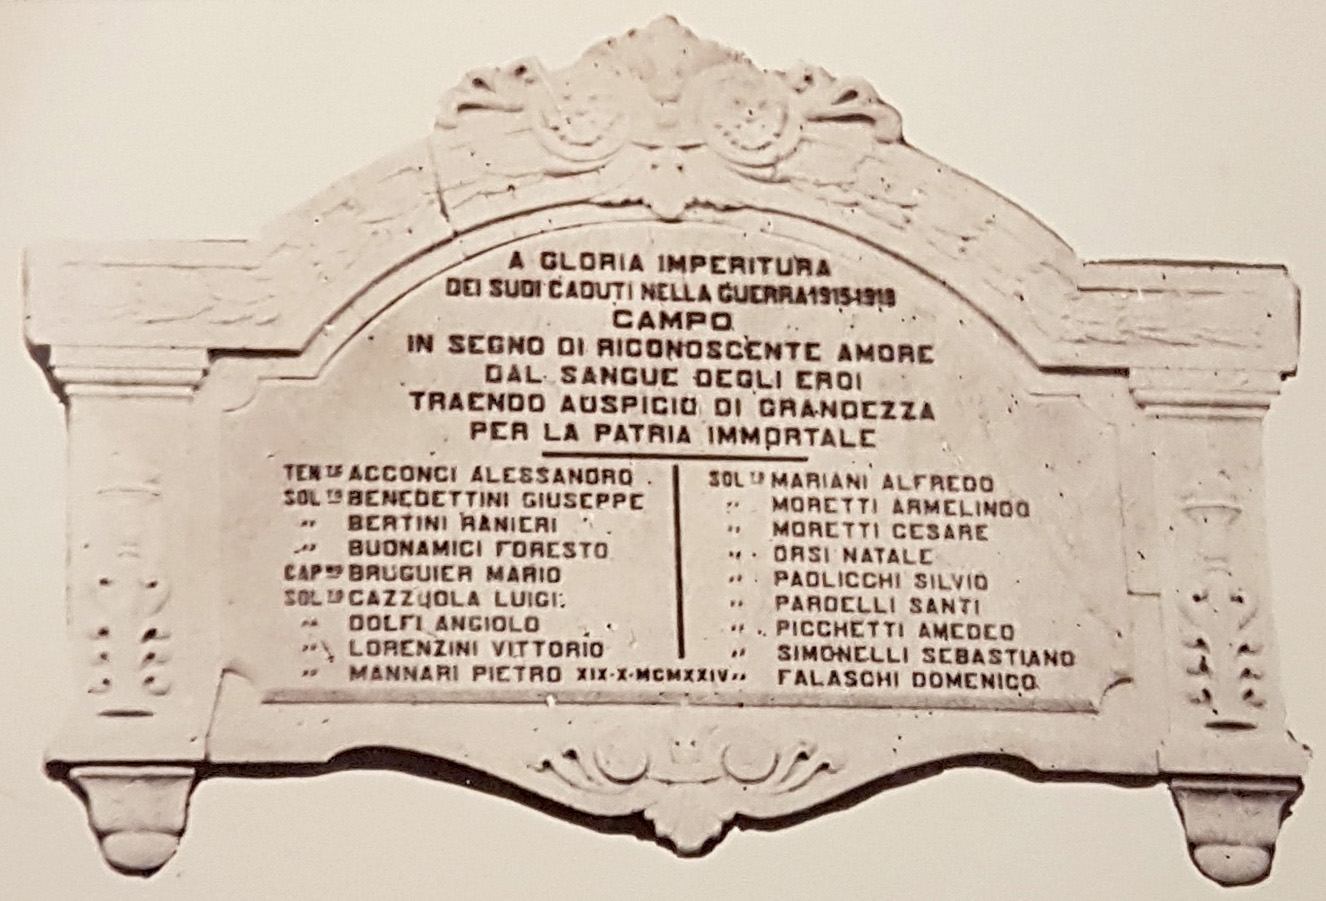 A GLORIA IMPERITURA
DEI SUOI CADUTI NELLA GUERRA 1915-1918
CAMPO
IN SEGNO DI RICONOSCENTE AMORE
DAL SANGUE DEGLI EROI
TRAENDO AUSPICIO DI GRANDEZZA
PER LA PATRIA IMMORTALE
TEN.TE ACCONCI ALESSANDRO
SOL.TO BENEDETTINI GIUSEPPE
" BERTINI RANIERI
" BUONAMICI FORESTO
CAP.NO BRUGUIER MARIO
SOL.TO CAZZUOLA LUIGI
" DOLFI ANGIOLO
" LORENZINI VITTORIO
" MANNARI PIETRO
SOL.TO MARIANI ALFREDO
" MORETTI ARMELINDO
" MORETTI CESARE
" ORSI NATALE
" PAOLICCHI SILVIO
" PARDELLI SANTI
" PICCHETTI AMEDEO
" SIMONELLI SEBASTIANO
" FALASCHI DOMENICO
XIX·X·MCMXXIV